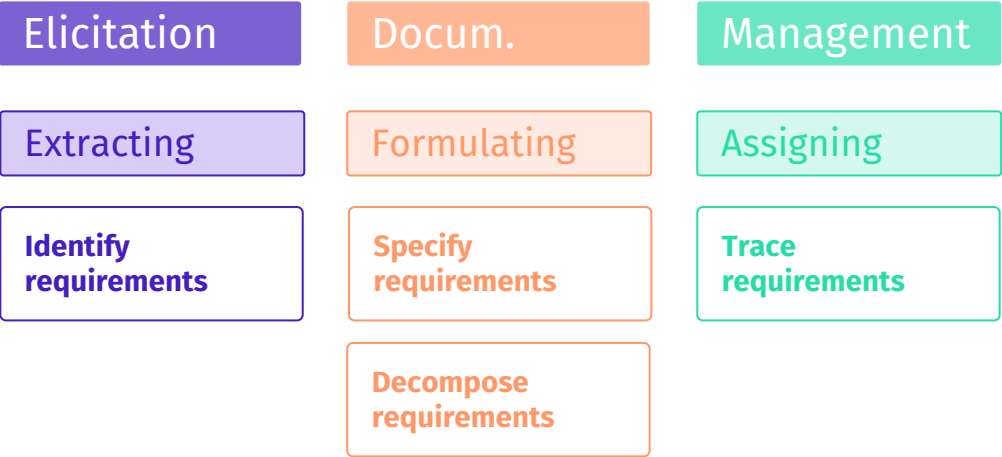 Elicitation
Docum.
Management
Extracting
Formulating
Assigning
Identify
requirements
Specify
requirements
Trace
requirements
Decompose
requirements